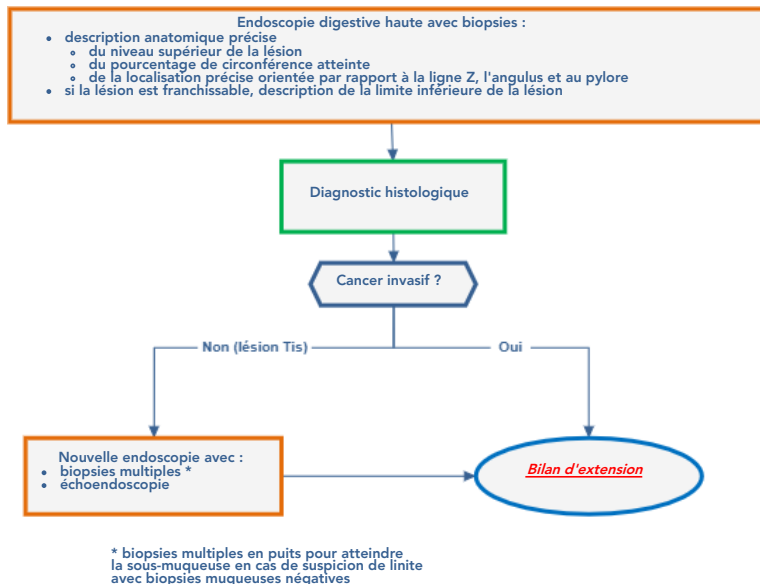 Endoscopie digestive haute avec biopsies :
• description anatomique précise
∘ du niveau supérieur de la lésion
∘ du pourcentage de circonférence atteinte
∘ de la localisation précise orientée par rapport à la ligne Z, l'angulus et au pylore
• si la lésion est franchissable, description de la limite inférieure de la lésion
Diagnostic histologique
Cancer invasif ?
Non (lésion Tis)
Oui
Nouvelle endoscopie avec :
• biopsies multiples *
• échoendoscopie
Bilan d'extension
* biopsies multiples en puits pour atteindre
la sous-muqueuse en cas de suspicion de linite
avec biopsies muqueuses négatives